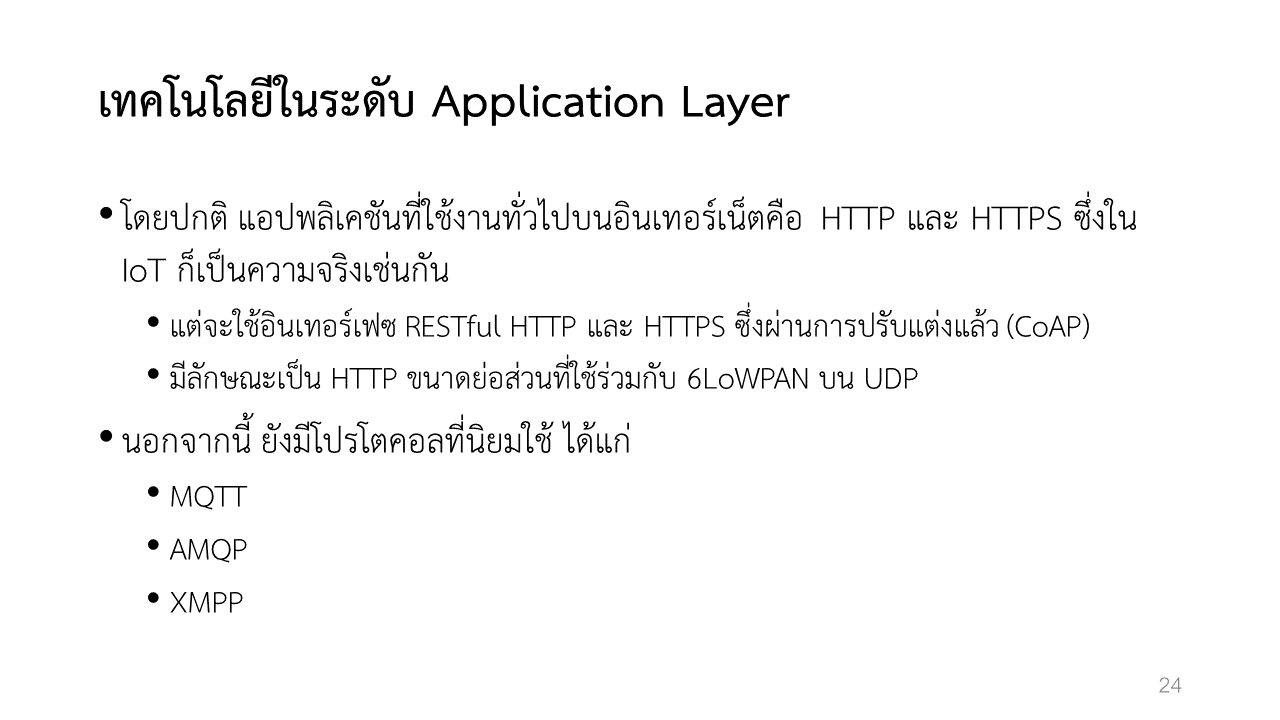 เทคโนโลยีในระดับ Application Layer
• โดยปกติ แอปพลิเคชันที่ใช้งานทั่วไปบนอินเทอร์เน็ตคือ HTTP และ HTTPS ซึ่งใน
IoT ก็เป็นความจริงเช่นกัน
• แต่จะใช้อินเทอร์เฟซ RESTful HTTP และ HTTPS ซึ่งผ่านการปรับแต่งแล้ว (CoAP)
• มีลักษณะเป็น HTTP ขนาดย่อส่วนที่ใช้ร่วมกับ 6LoWPAN บน UDP
• นอกจากนี้ ยังมีโปรโตคอลที่นิยมใช้ ได้แก่
• MQTT
• AMQP
• XMPP
24